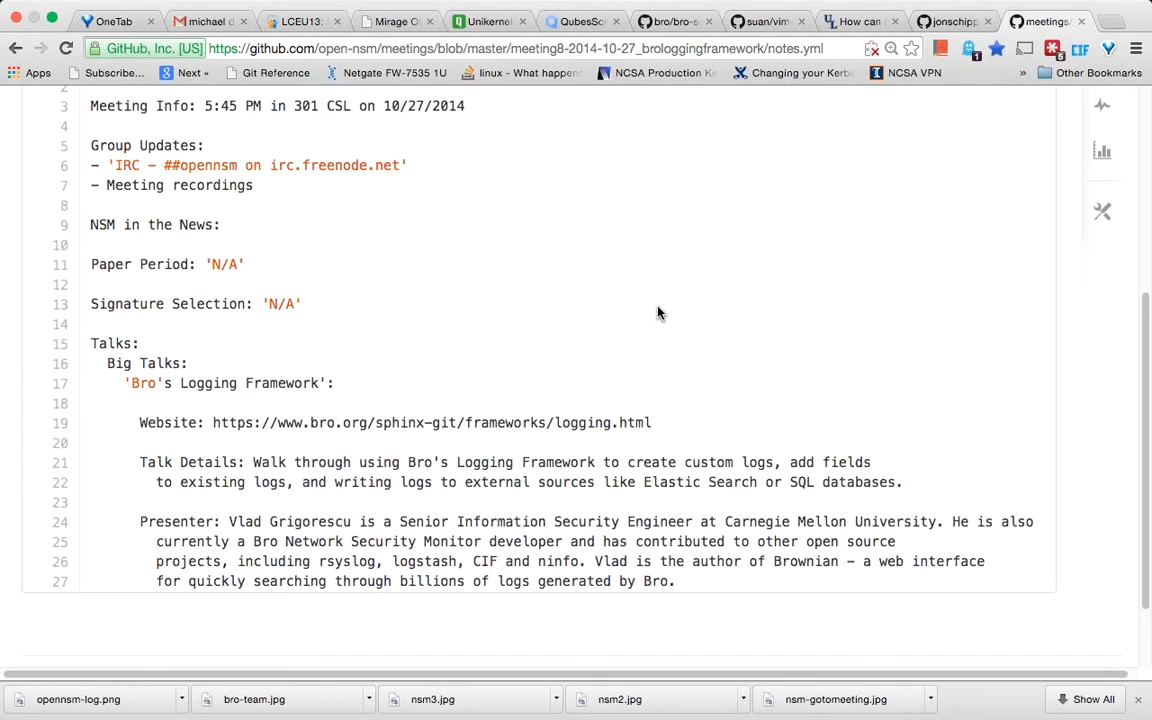 OneTab
michael d
LCEU13:
Mirage O
Unikerne
QubesSc
bro/bro-s
suan/vim
How can
jonschipp
meetings/
GitHub, Inc. [US] https://github.com/open-nsm/meetings/blob/master/meeting8-2014-10-27_brologgingframework/notes.yml
Apps Subscribe... Next » Git Reference Netgate FW-7535 1U linux - What happen NCSA Production Ke Changing your Kerb NCSA VPN » Other Bookmarks
2
3 Meeting Info: 5:45 PM in 301 CSL on 10/27/2014
4
5 Group Updates:
6 - 'IRC - ##opennsm on irc.freenode.net'
7 - Meeting recordings
8
9 NSM in the News:
10
11 Paper Period: 'N/A'
12
13 Signature Selection: 'N/A'
14
15 Talks:
16 Big Talks:
17 'Bro's Logging Framework':
18
19 Website: https://www.bro.org/sphinx-git/frameworks/logging.html
20
21 Talk Details: Walk through using Bro's Logging Framework to create custom logs, add fields
22 to existing logs, and writing logs to external sources like Elastic Search or SQL databases.
23
24 Presenter: Vlad Grigorescu is a Senior Information Security Engineer at Carnegie Mellon University. He is also
25 currently a Bro Network Security Monitor developer and has contributed to other open source
26 projects, including rsyslog, logstash, CIF and ninfo. Vlad is the author of Brownian - a web interface
27 for quickly searching through billions of logs generated by Bro.
opennsm-log.png bro-team.jpg nsm3.jpg nsm2.jpg nsm-gotomeeting.jpg Show All